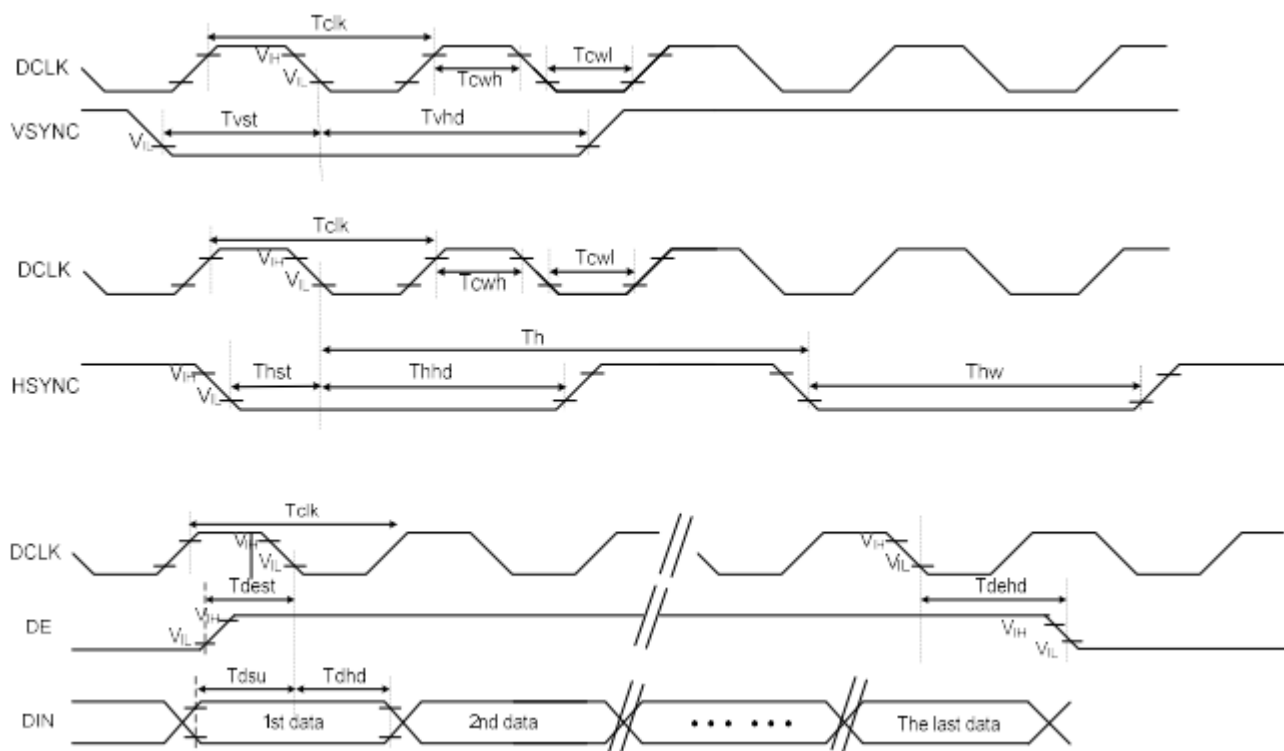 Tclk
DCLK VIH VIL Tcwh Tcwl
VSYNC VIL Tvst Tvhd
Tclk
DCLK VIH VIL Tcwh Tcwl
Th
HSYNC VIH VIL Thst Thhd Thw
Tclk
DCLK VIH VIL VIH VIL
Tdest Tdehd
DE VIH VIL VIH VIL
Tdsu Tdhd
DIN 1st data 2nd data • • • • • • The last data